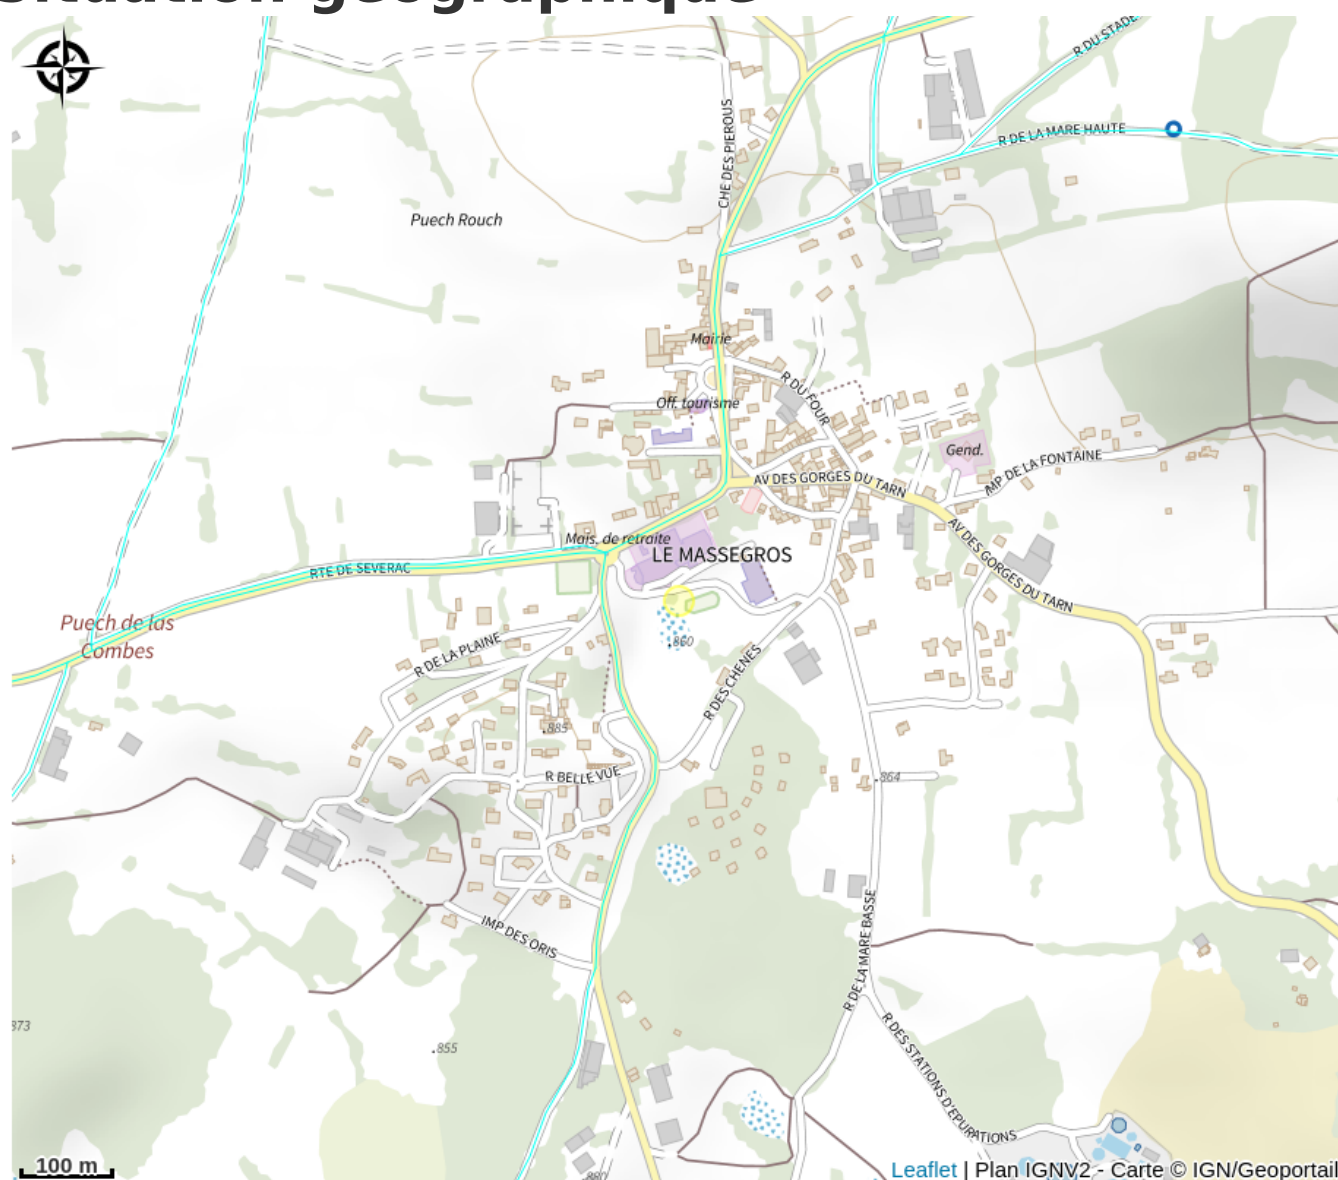 Situation géographique
R DU STADE
R DE LA MARE HAUTE
CHE DES PIEROUS
Puech Rouch
Mairie
R DU FOUR
Off. tourisme
Gend.
IMP DE LA FONTAINE
AV DES GORGES DU TARN
AV DES GORGES DU TARN
Mais. de retraite
LE MASSEGROS
RTE DE SEVERAC
Puech de las
Combes
860
R DE LA PLAINE
R DES CHENES
885
R BELLE VUE
864
IMP DES ORIS
R DE LA MARE BASSE
873
855
R DES STATIONS D'EPURATIONS
880
100 m
Leaflet | Plan IGNV2 - Carte © IGN/Geoportail